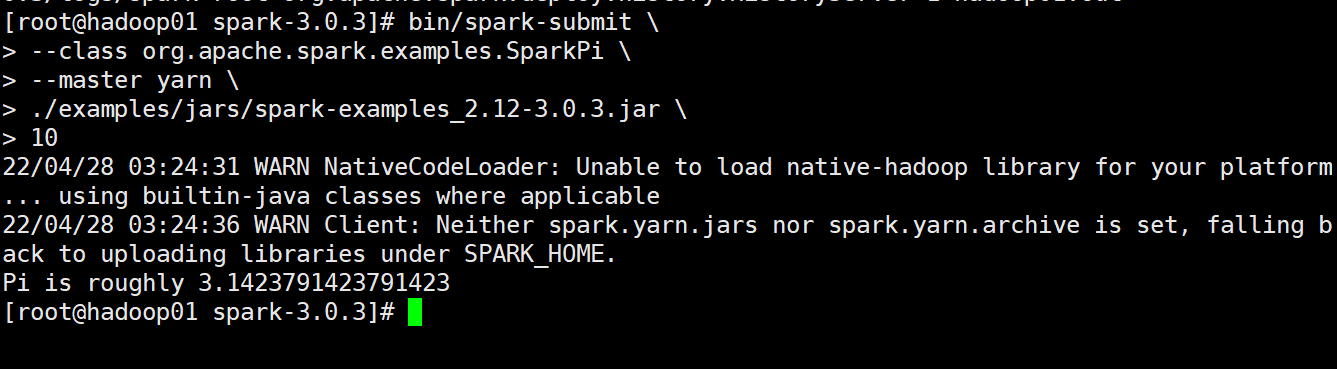 [root@hadoop01 spark-3.0.3]# bin/spark-submit \
> --class org.apache.spark.examples.SparkPi \
> --master yarn \
> ./examples/jars/spark-examples_2.12-3.0.3.jar \
> 10
22/04/28 03:24:31 WARN NativeCodeLoader: Unable to load native-hadoop library for your platform
... using builtin-java classes where applicable
22/04/28 03:24:36 WARN Client: Neither spark.yarn.jars nor spark.yarn.archive is set, falling b
ack to uploading libraries under SPARK_HOME.
Pi is roughly 3.1423791423791423
[root@hadoop01 spark-3.0.3]#